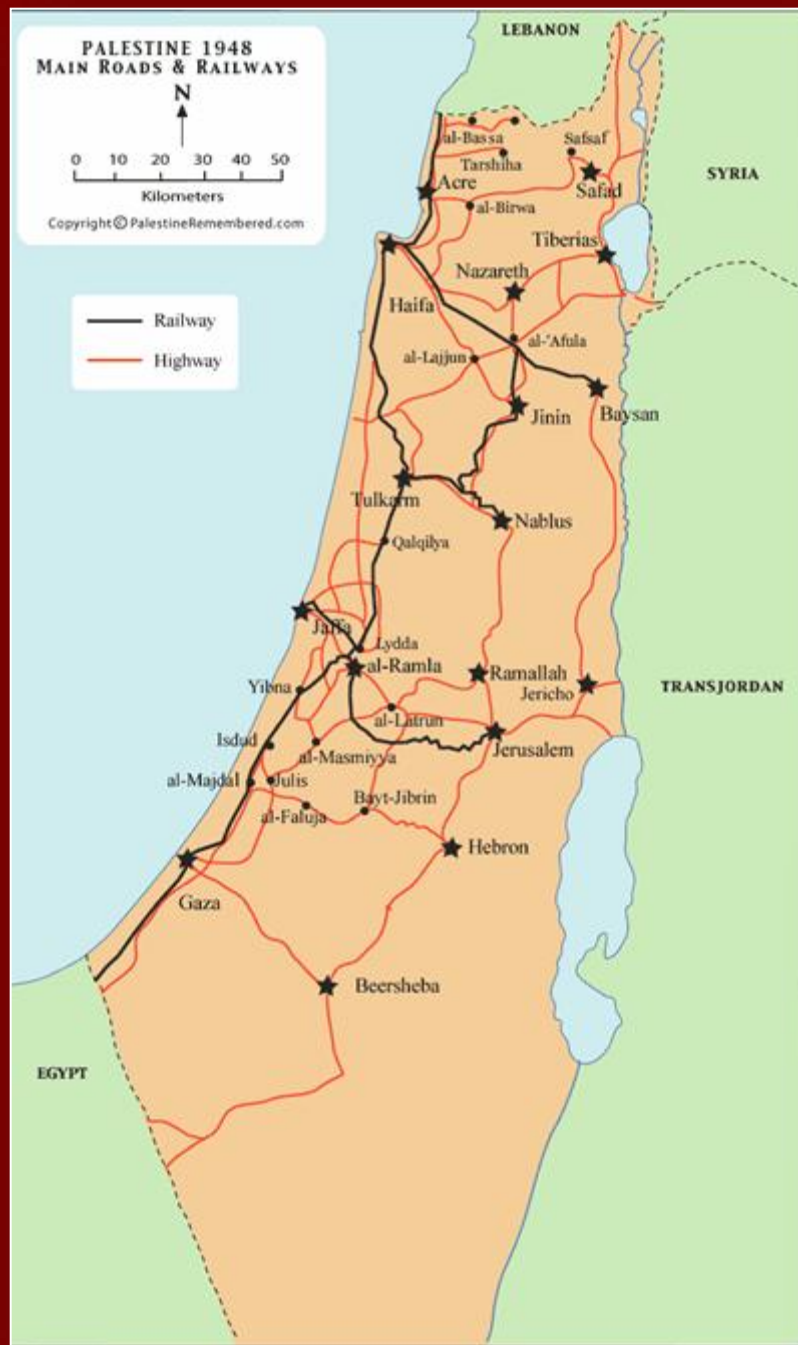 PALESTINE 1948
MAIN ROADS & RAILWAYS
N
0 10 20 30 40 50
Kilometers
Copyright © PalestineRemembered.com
Railway
Highway
LEBANON
SYRIA
al-Bassa
Safsaf
Tarshiha
Acre
Safad
al-Birwa
Tiberias
Nazareth
Haifa
al-'Afula
al-Lajjun
Jinin
Baysan
Tulkarm
Nablus
Qalqilya
Jaffa
Lydda
al-Ramla
Ramallah
Yibna
Jericho
TRANSJORDAN
al-Latrun
Isdud
Jerusalem
al-Masmiyya
al-Majdal
Julis
Bayt-Jibrin
al-Faluja
Hebron
Gaza
Beersheba
EGYPT